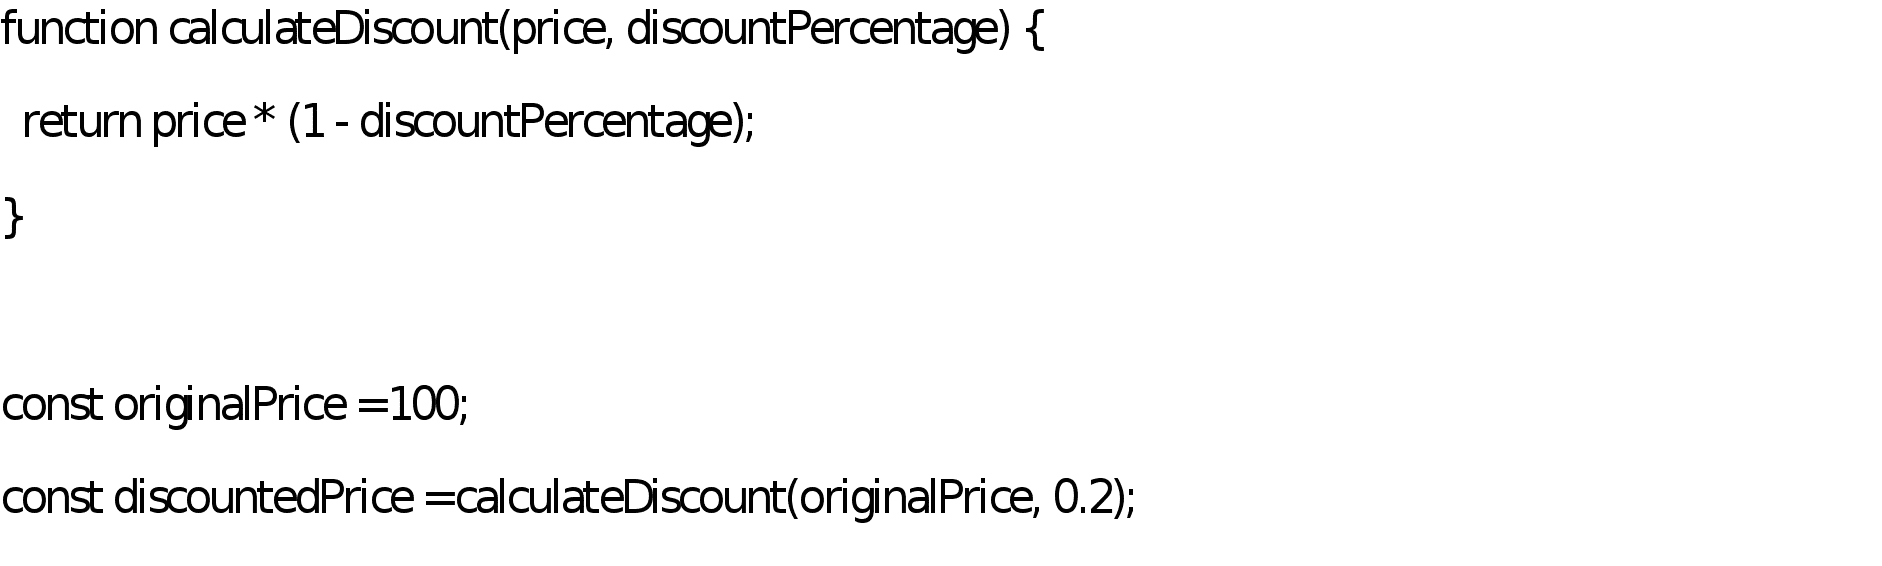 function calculateDiscount(price, discountPercentage) {
  return price * (1 - discountPercentage);
}

const originalPrice =100;
const discountedPrice =calculateDiscount(originalPrice, 0.2);